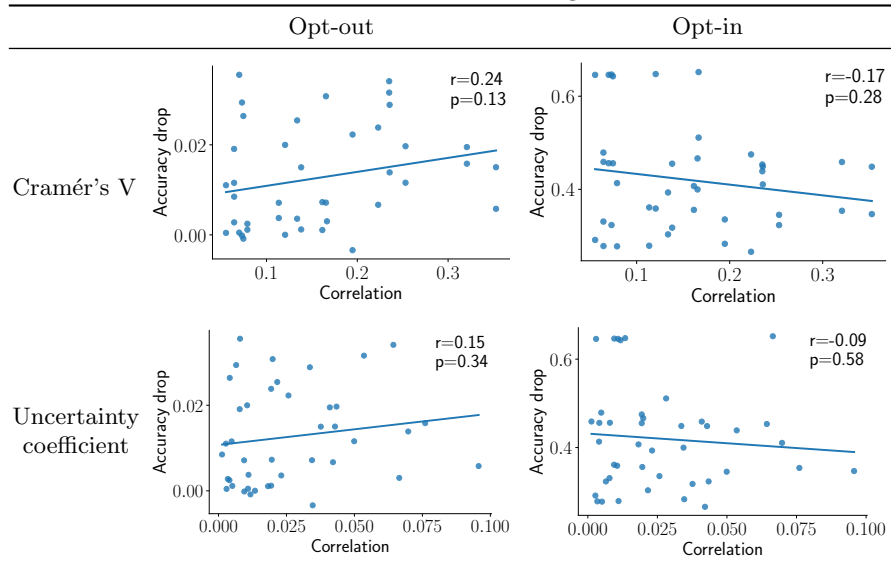 Opt-out Opt-in
Cramér's V
r=0.24
p=0.13
Accuracy drop
0.02
0.00
0.1 0.2 0.3
Correlation
r=-0.17
p=0.28
Accuracy drop
0.6
0.4
0.1 0.2 0.3
Correlation
Uncertainty
coefficient
r=0.15
p=0.34
Accuracy drop
0.02
0.00
0.000 0.025 0.050 0.075 0.100
Correlation
r=-0.09
p=0.58
Accuracy drop
0.6
0.4
0.000 0.025 0.050 0.075 0.100
Correlation